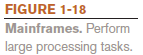 FIGURE 1-18
Mainframes. Perform
large processing tasks.